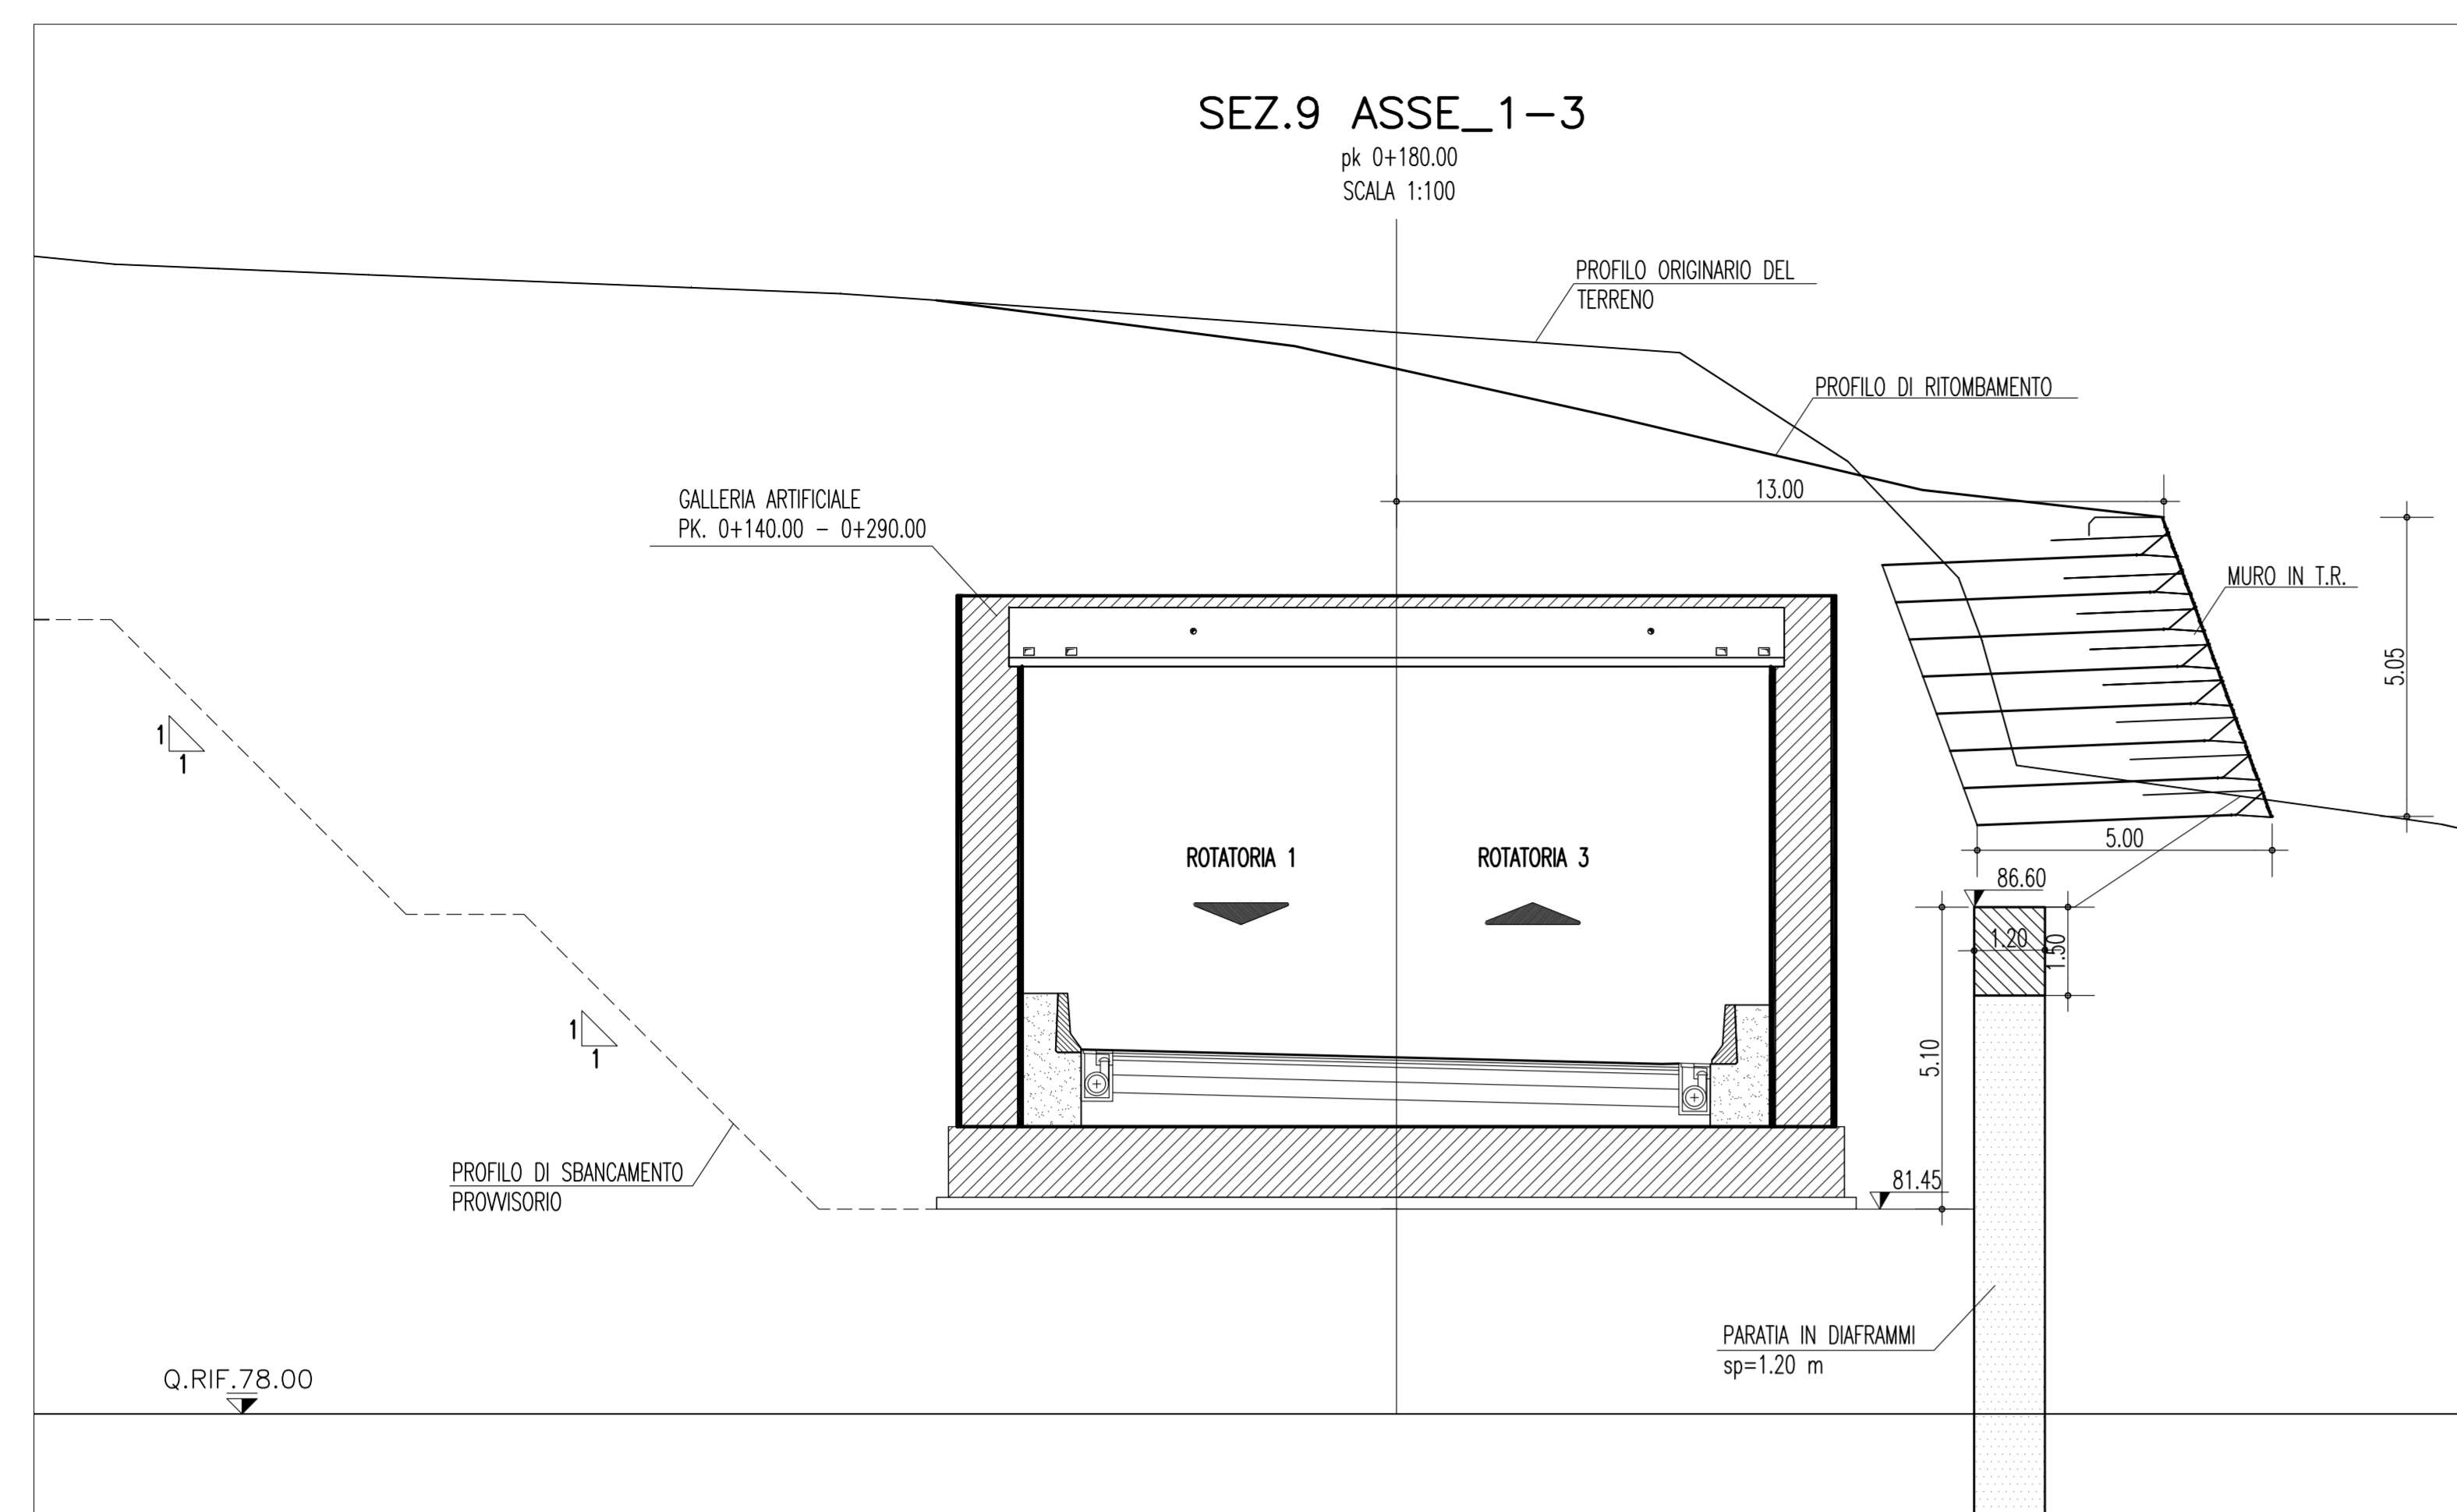 SEZ.9 ASSE_1-3
pk 0+180.00
SCALA 1:100
PROFILO ORIGINARIO DEL
TERRENO
PROFILO DI RITOMBAMENTO
13.00
GALLERIA ARTIFICIALE
PK. 0+140.00 - 0+290.00
MURO IN T.R.
5.05
1
1
5.00
ROTATORIA 1
ROTATORIA 3
86.60
1.20
1.50
1
1
5.10
PROFILO DI SBANCAMENTO
PROVVISORIO
81.45
PARATIA IN DIAFRAMMI
sp=1.20 m
Q.RIF.78.00